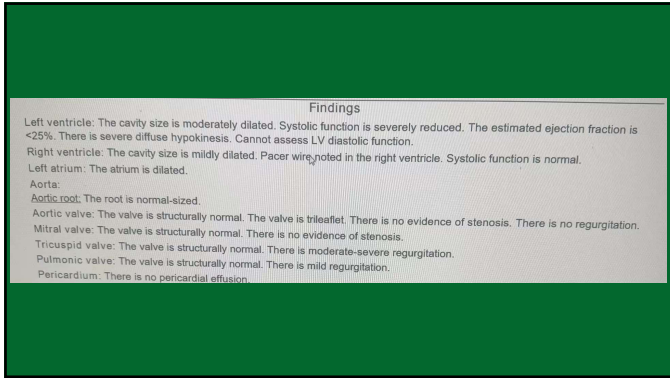 Findings
Left ventricle: The cavity size is moderately dilated. Systolic function is severely reduced. The estimated ejection fraction is
<25%. There is severe diffuse hypokinesis. Cannot assess LV diastolic function.
Right ventricle: The cavity size is mildly dilated. Pacer wire noted in the right ventricle. Systolic function is normal.
Left atrium: The atrium is dilated.
Aorta:
Aortic root: The root is normal-sized.
Aortic valve: The valve is structurally normal. The valve is trileaflet. There is no evidence of stenosis. There is no regurgitation.
Mitral valve: The valve is structurally normal. There is no evidence of stenosis.
Tricuspid valve: The valve is structurally normal. There is moderate-severe regurgitation.
Pulmonic valve: The valve is structurally normal. There is mild regurgitation.
Pericardium: There is no pericardial effusion.